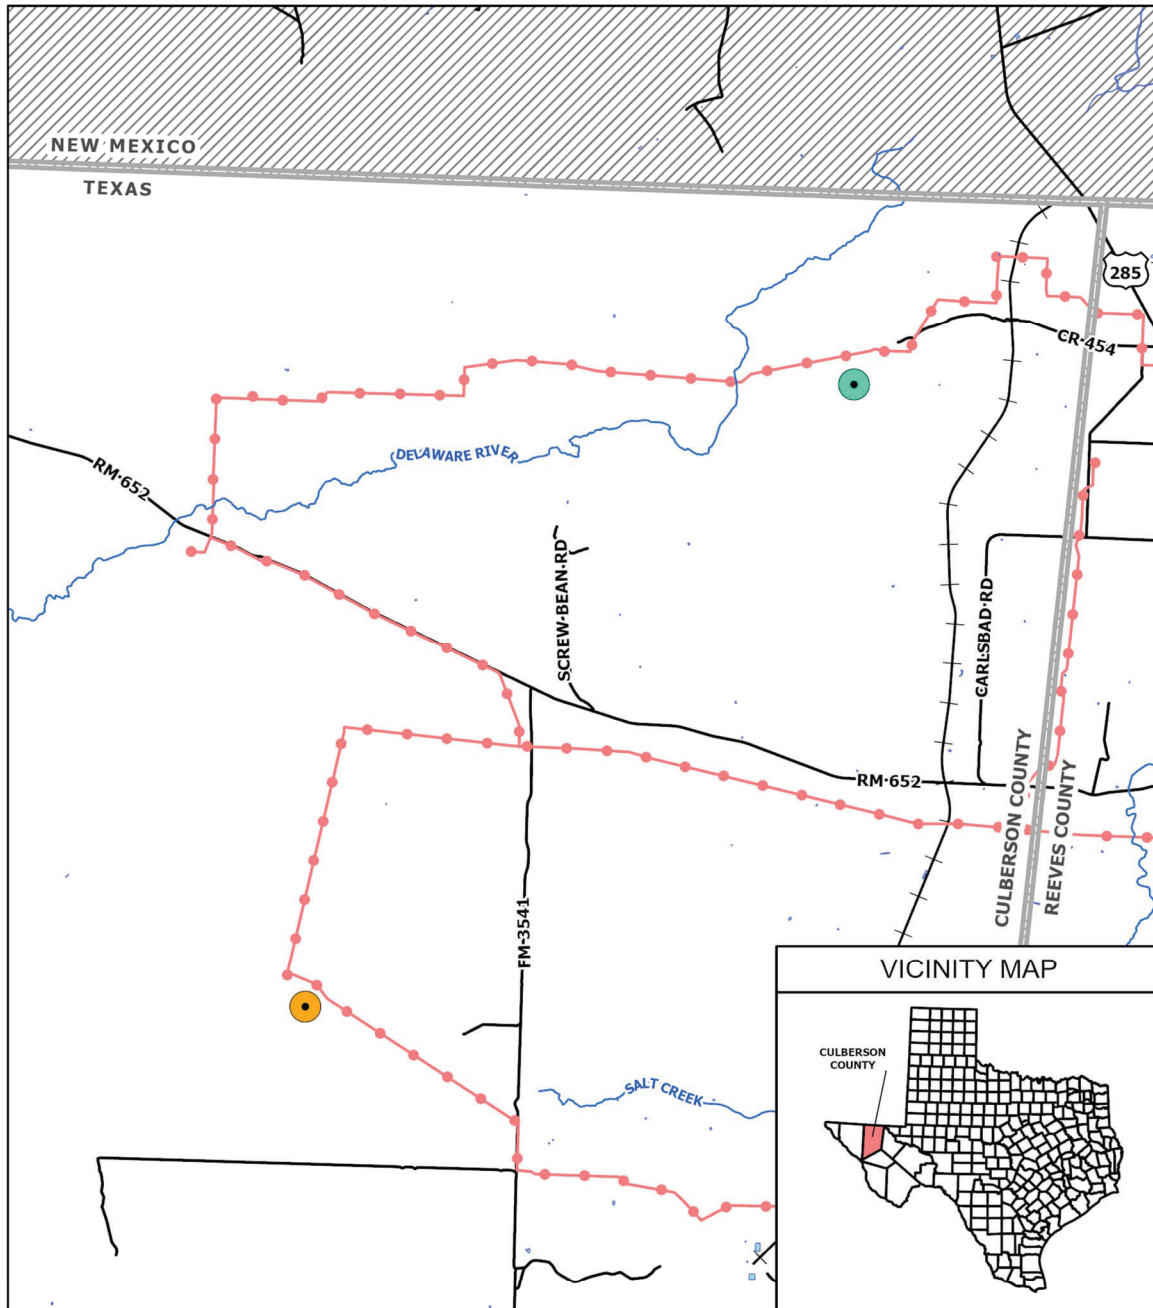 NEW MEXICO
TEXAS
285
CR 454
DELAWARE RIVER
RM 652
SCREW BEAN RD
CARLSBAD RD
RM 652
CULBERSON COUNTY
REEVES COUNTY
FM 3541
SALT CREEK
VICINITY MAP
CULBERSON
COUNTY